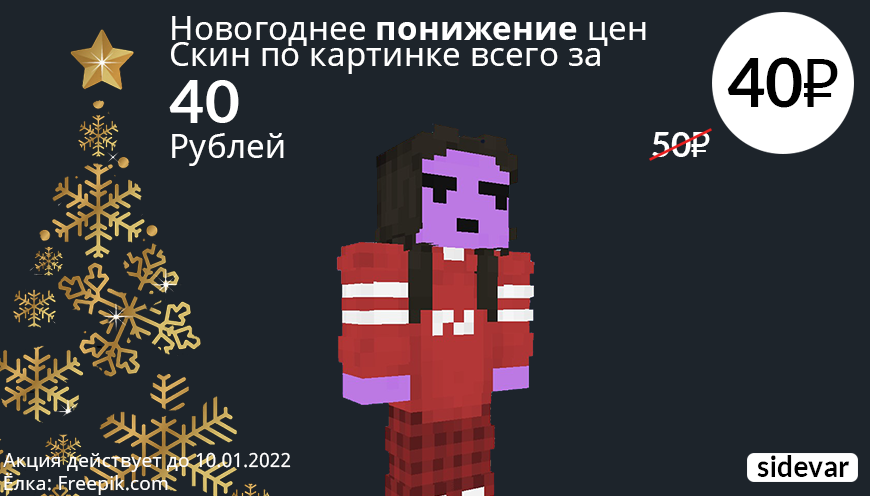 Новогоднее понижение цен
Скин по картинке всего за
40
Рублей
40₽
50₽
Акция действует до 10.01.2022
Ёлка: Freepik.com
sidevar